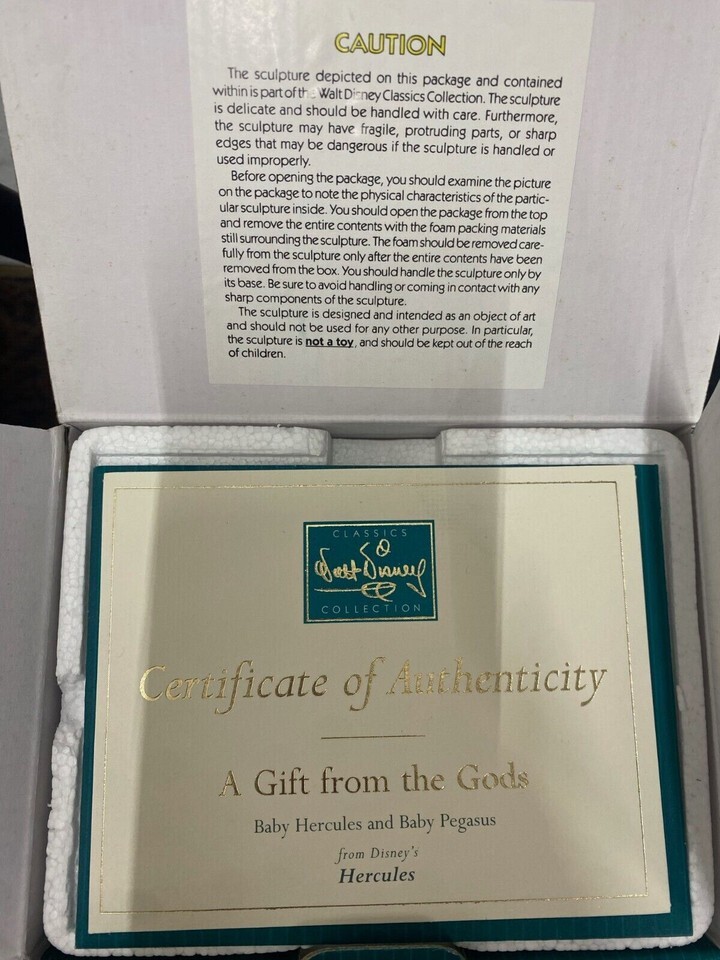 CAUTION
The sculpture depicted on this package and contained
within is part of the Walt Disney Classics Collection. The sculpture
is delicate and should be handled with care. Furthermore,
the sculpture may have fragile, protruding parts, or sharp
edges that may be dangerous if the sculpture is handled or
used improperly.
Before opening the package, you should examine the picture
on the package to note the physical characteristics of the partic-
ular sculpture inside. You should open the package from the top
and remove the entire contents with the foam packing materials
still surrounding the sculpture. The foam should be removed care-
fully from the sculpture only after the entire contents have been
removed from the box. You should handle the sculpture only by
its base. Be sure to avoid handling or coming in contact with any
sharp components of the sculpture.
The sculpture is designed and intended as an object of art
and should not be used for any other purpose. In particular,
the sculpture is not a toy, and should be kept out of the reach
of children.
CLASSICS
Walt Disney
COLLECTION
Certificate of Authenticity
A Gift from the Gods
Baby Hercules and Baby Pegasus
from Disney's
Hercules